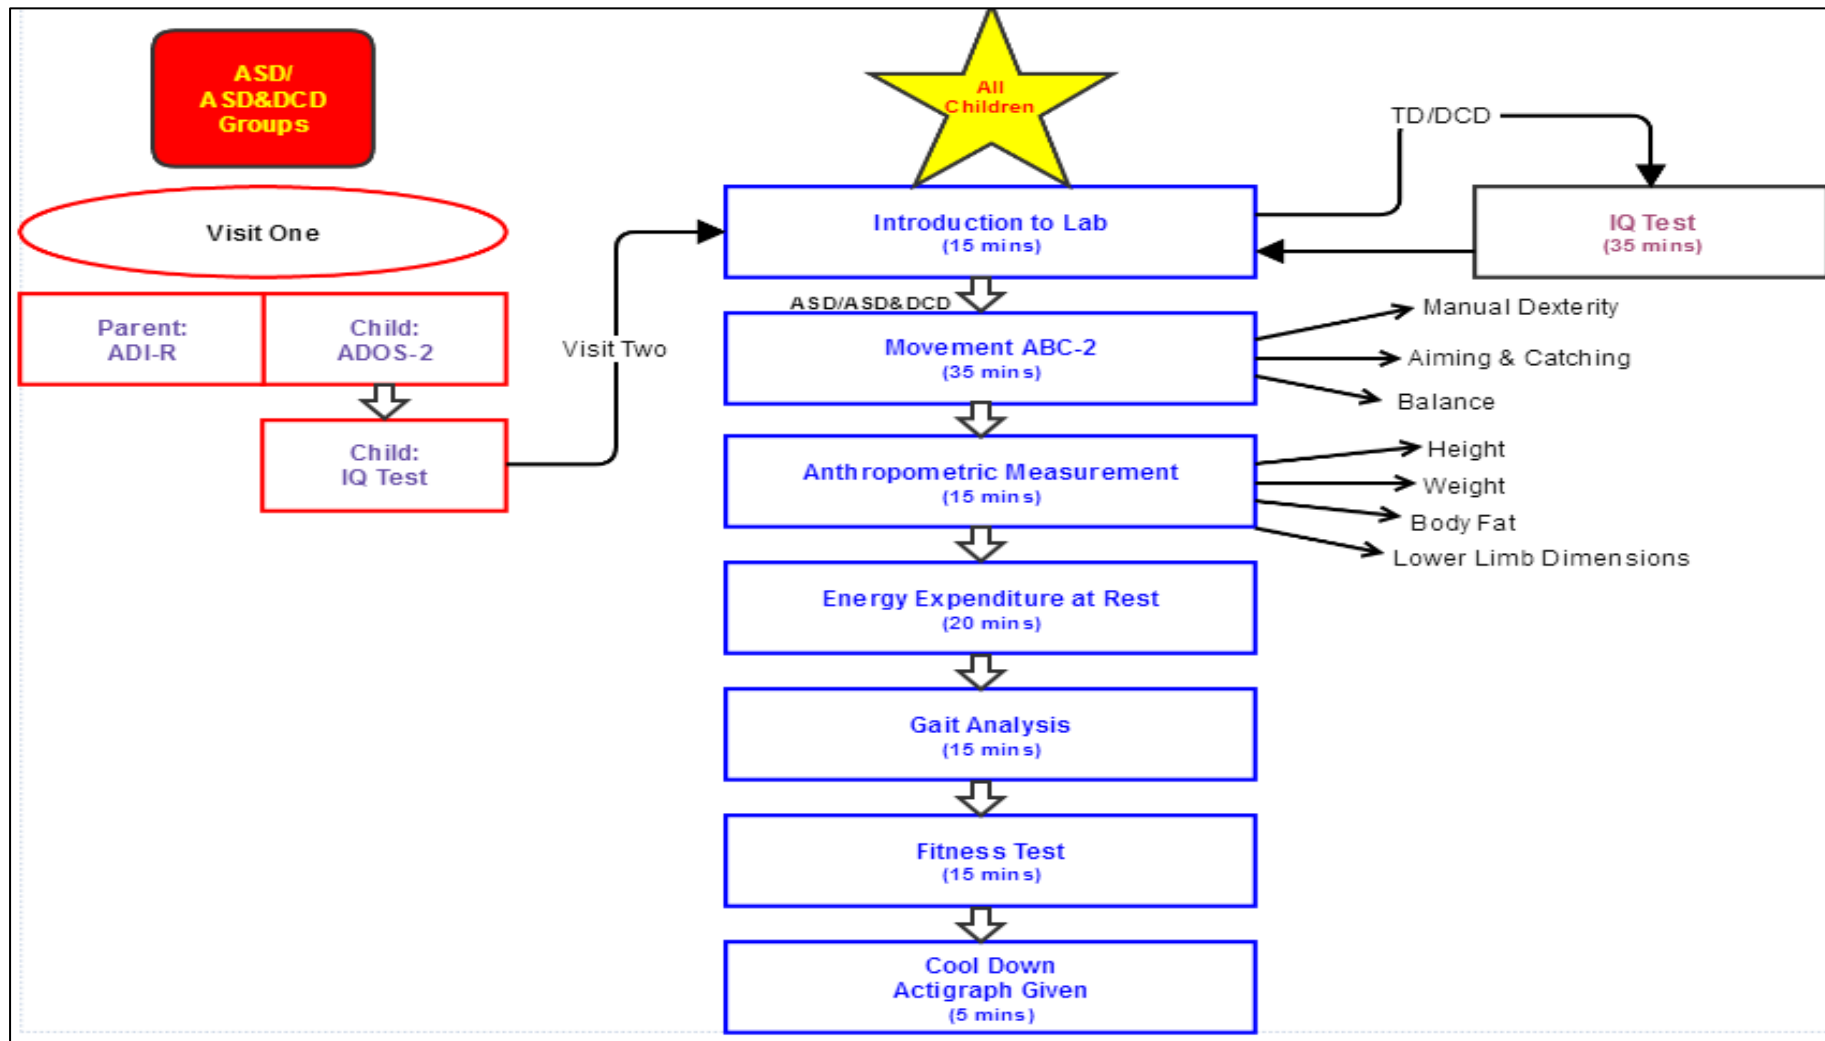 ASD/
ASD&DCD
Groups
Visit One
Parent:
ADI-R
Child:
ADOS-2
Child:
IQ Test
Visit Two
All
Children
Introduction to Lab
(15 mins)
TD/DCD
IQ Test
(35 mins)
ASD/ASD&DCD
Movement ABC-2
(35 mins)
Manual Dexterity
Aiming & Catching
Balance
Anthropometric Measurement
(15 mins)
Height
Weight
Body Fat
Lower Limb Dimensions
Energy Expenditure at Rest
(20 mins)
Gait Analysis
(15 mins)
Fitness Test
(15 mins)
Cool Down
Actigraph Given
(5 mins)